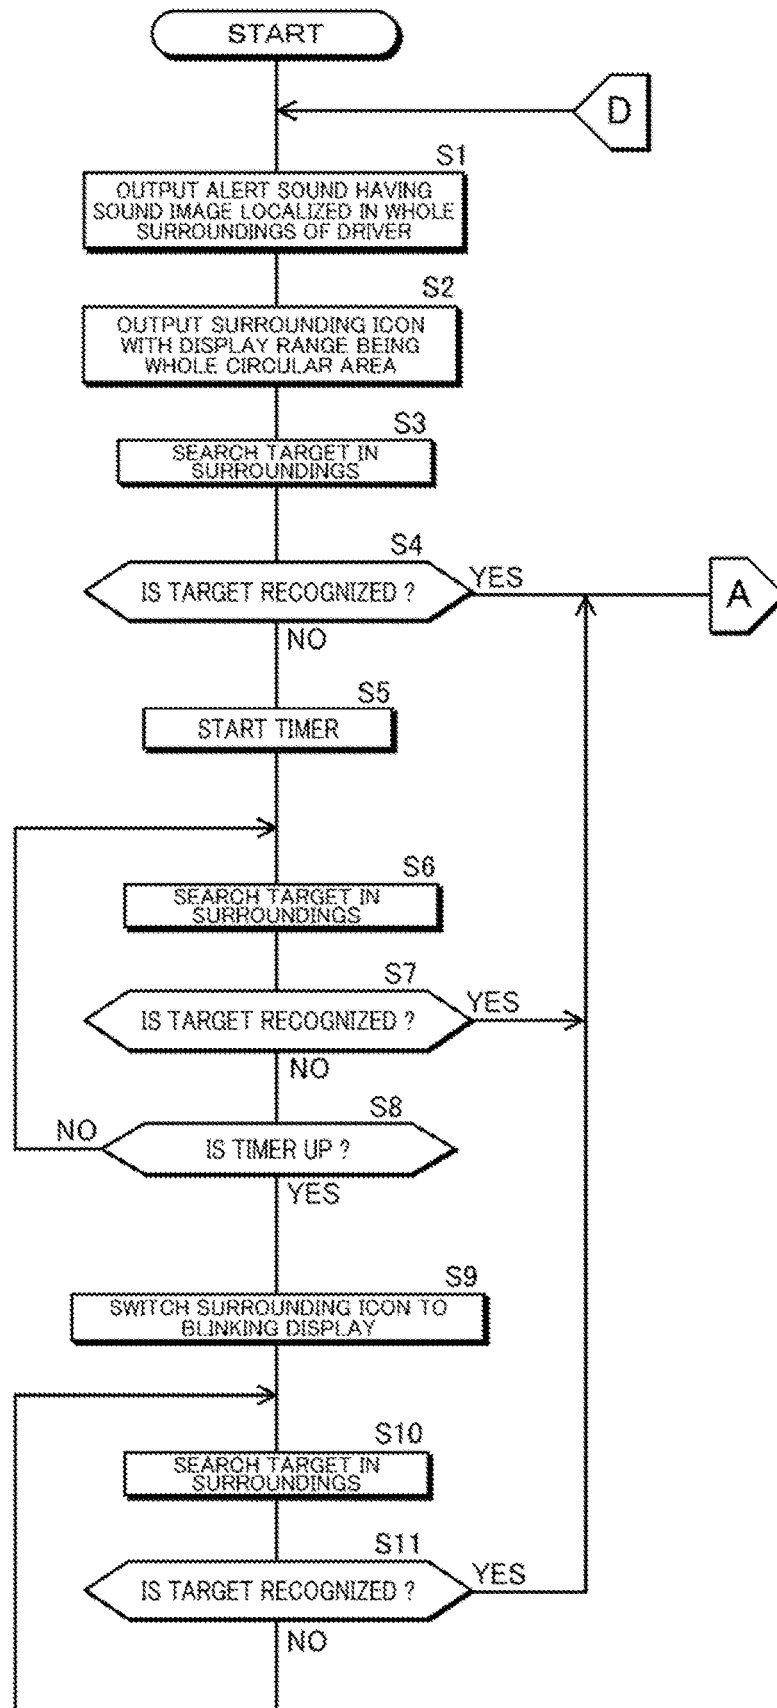 START
D
S1
OUTPUT ALERT SOUND HAVING
SOUND IMAGE LOCALIZED IN WHOLE
SURROUNDINGS OF DRIVER
S2
OUTPUT SURROUNDING ICON
WITH DISPLAY RANGE BEING
WHOLE CIRCULAR AREA
S3
SEARCH TARGET IN
SURROUNDINGS
S4
IS TARGET RECOGNIZED ?
YES
A
NO
S5
START TIMER
S6
SEARCH TARGET IN
SURROUNDINGS
S7
IS TARGET RECOGNIZED ?
YES
NO
S8
NO
IS TIMER UP ?
YES
S9
SWITCH SURROUNDING ICON TO
BLINKING DISPLAY
S10
SEARCH TARGET IN
SURROUNDINGS
S11
IS TARGET RECOGNIZED ?
YES
NO